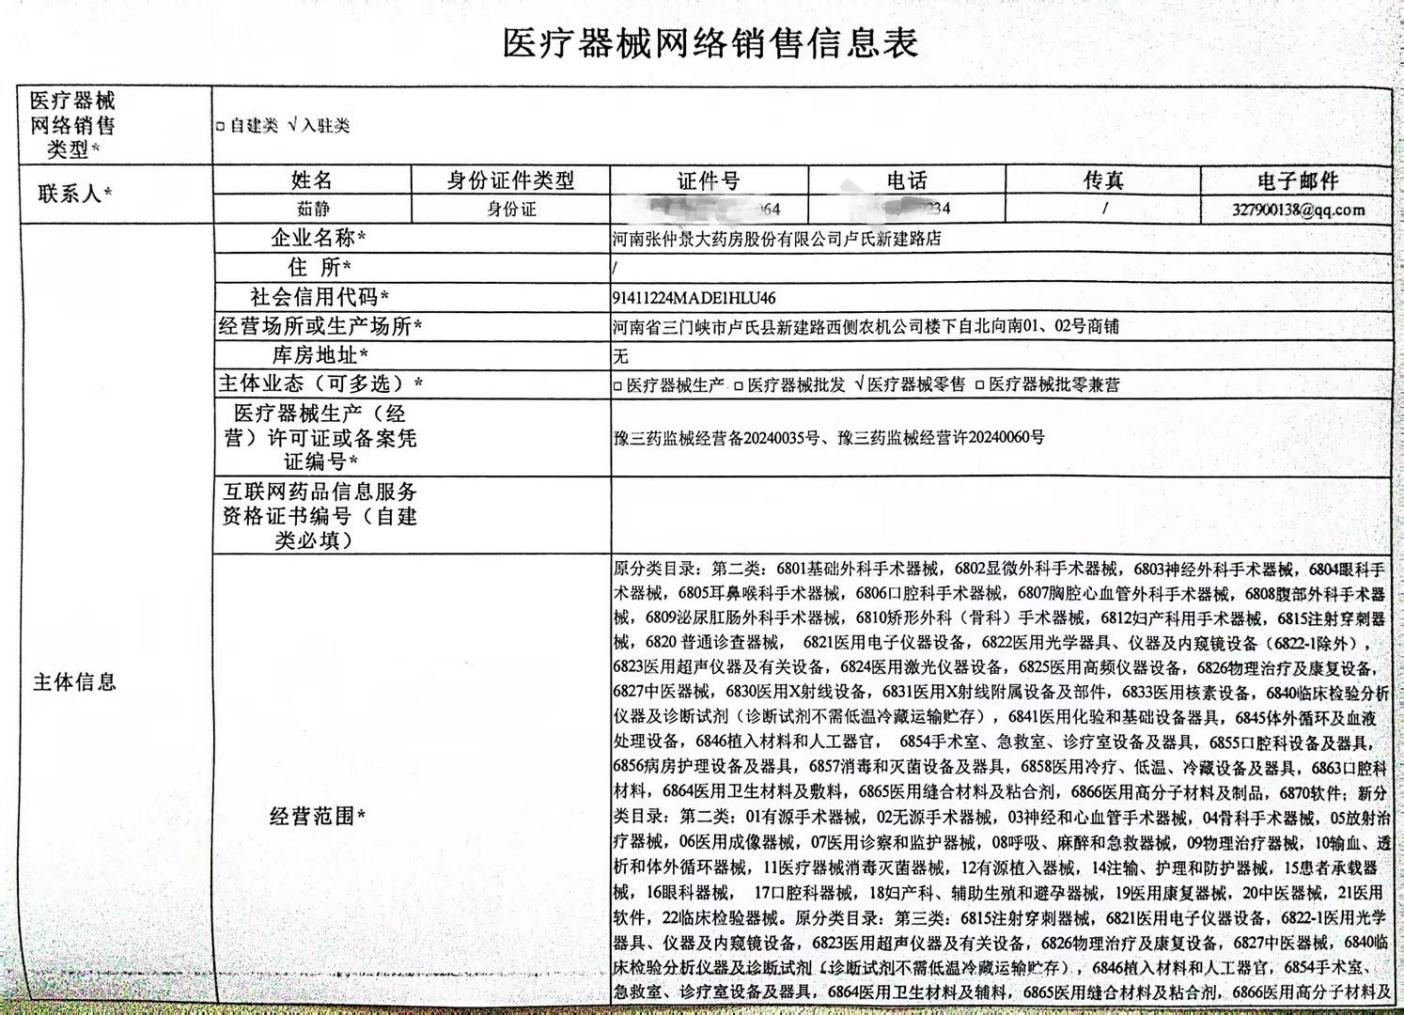 医疗器械网络销售信息表
医疗器械
网络销售
类型*
□ 自建类 √入驻类
联系人*
姓名 身份证件类型 证件号 电话 传真 电子邮件
茹静 身份证 064 234 / 327900138@qq.com
主体信息
企业名称* 河南张仲景大药房股份有限公司卢氏新建路店
住 所* /
社会信用代码* 91411224MADE1HLU46
经营场所或生产场所* 河南省三门峡市卢氏县新建路西侧农机公司楼下自北向南01、02号商铺
库房地址* 无
主体业态（可多选）* □ 医疗器械生产 □ 医疗器械批发 √医疗器械零售 □ 医疗器械批零兼营
医疗器械生产（经
营）许可证或备案凭
证编号*
豫三药监械经营备20240035号、豫三药监械经营许20240060号
互联网药品信息服务
资格证书编号（自建
类必填）
经营范围*
原分类目录：第二类：6801基础外科手术器械，6802显微外科手术器械，6803神经外科手术器械，6804眼科手
术器械，6805耳鼻喉科手术器械，6806口腔科手术器械，6807胸腔心血管外科手术器械，6808腹部外科手术器
械，6809泌尿肛肠外科手术器械，6810矫形外科（骨科）手术器械，6812妇产科用手术器械，6815注射穿刺器
械，6820 普通诊查器械， 6821医用电子仪器设备，6822医用光学器具、仪器及内窥镜设备（6822-1除外），
6823医用超声仪器及有关设备，6824医用激光仪器设备，6825医用高频仪器设备，6826物理治疗及康复设备，
6827中医器械，6830医用X射线设备，6831医用X射线附属设备及部件，6833医用核素设备，6840临床检验分析
仪器及诊断试剂（诊断试剂不需低温冷藏运输贮存），6841医用化验和基础设备器具，6845体外循环及血液
处理设备，6846植入材料和人工器官， 6854手术室、急救室、诊疗室设备及器具，6855口腔科设备及器具，
6856病房护理设备及器具，6857消毒和灭菌设备及器具，6858医用冷疗、低温、冷藏设备及器具，6863口腔科
材料，6864医用卫生材料及敷料，6865医用缝合材料及粘合剂，6866医用高分子材料及制品，6870软件；新分
类目录：第二类：01有源手术器械，02无源手术器械，03神经和心血管手术器械，04骨科手术器械，05放射治
疗器械，06医用成像器械，07医用诊察和监护器械，08呼吸、麻醉和急救器械，09物理治疗器械，10输血、透
析和体外循环器械，11医疗器械消毒灭菌器械，12有源植入器械，14注输、护理和防护器械，15患者承载器
械，16眼科器械， 17口腔科器械，18妇产科、辅助生殖和避孕器械，19医用康复器械，20中医器械，21医用
软件，22临床检验器械。原分类目录：第三类：6815注射穿刺器械，6821医用电子仪器设备，6822-1医用光学
器具、仪器及内窥镜设备，6823医用超声仪器及有关设备，6826物理治疗及康复设备，6827中医器械，6840临
床检验分析仪器及诊断试剂（诊断试剂不需低温冷藏运输贮存），6846植入材料和人工器官，6854手术室、
急救室、诊疗室设备及器具，6864医用卫生材料及辅料，6865医用缝合材料及粘合剂，6866医用高分子材料及